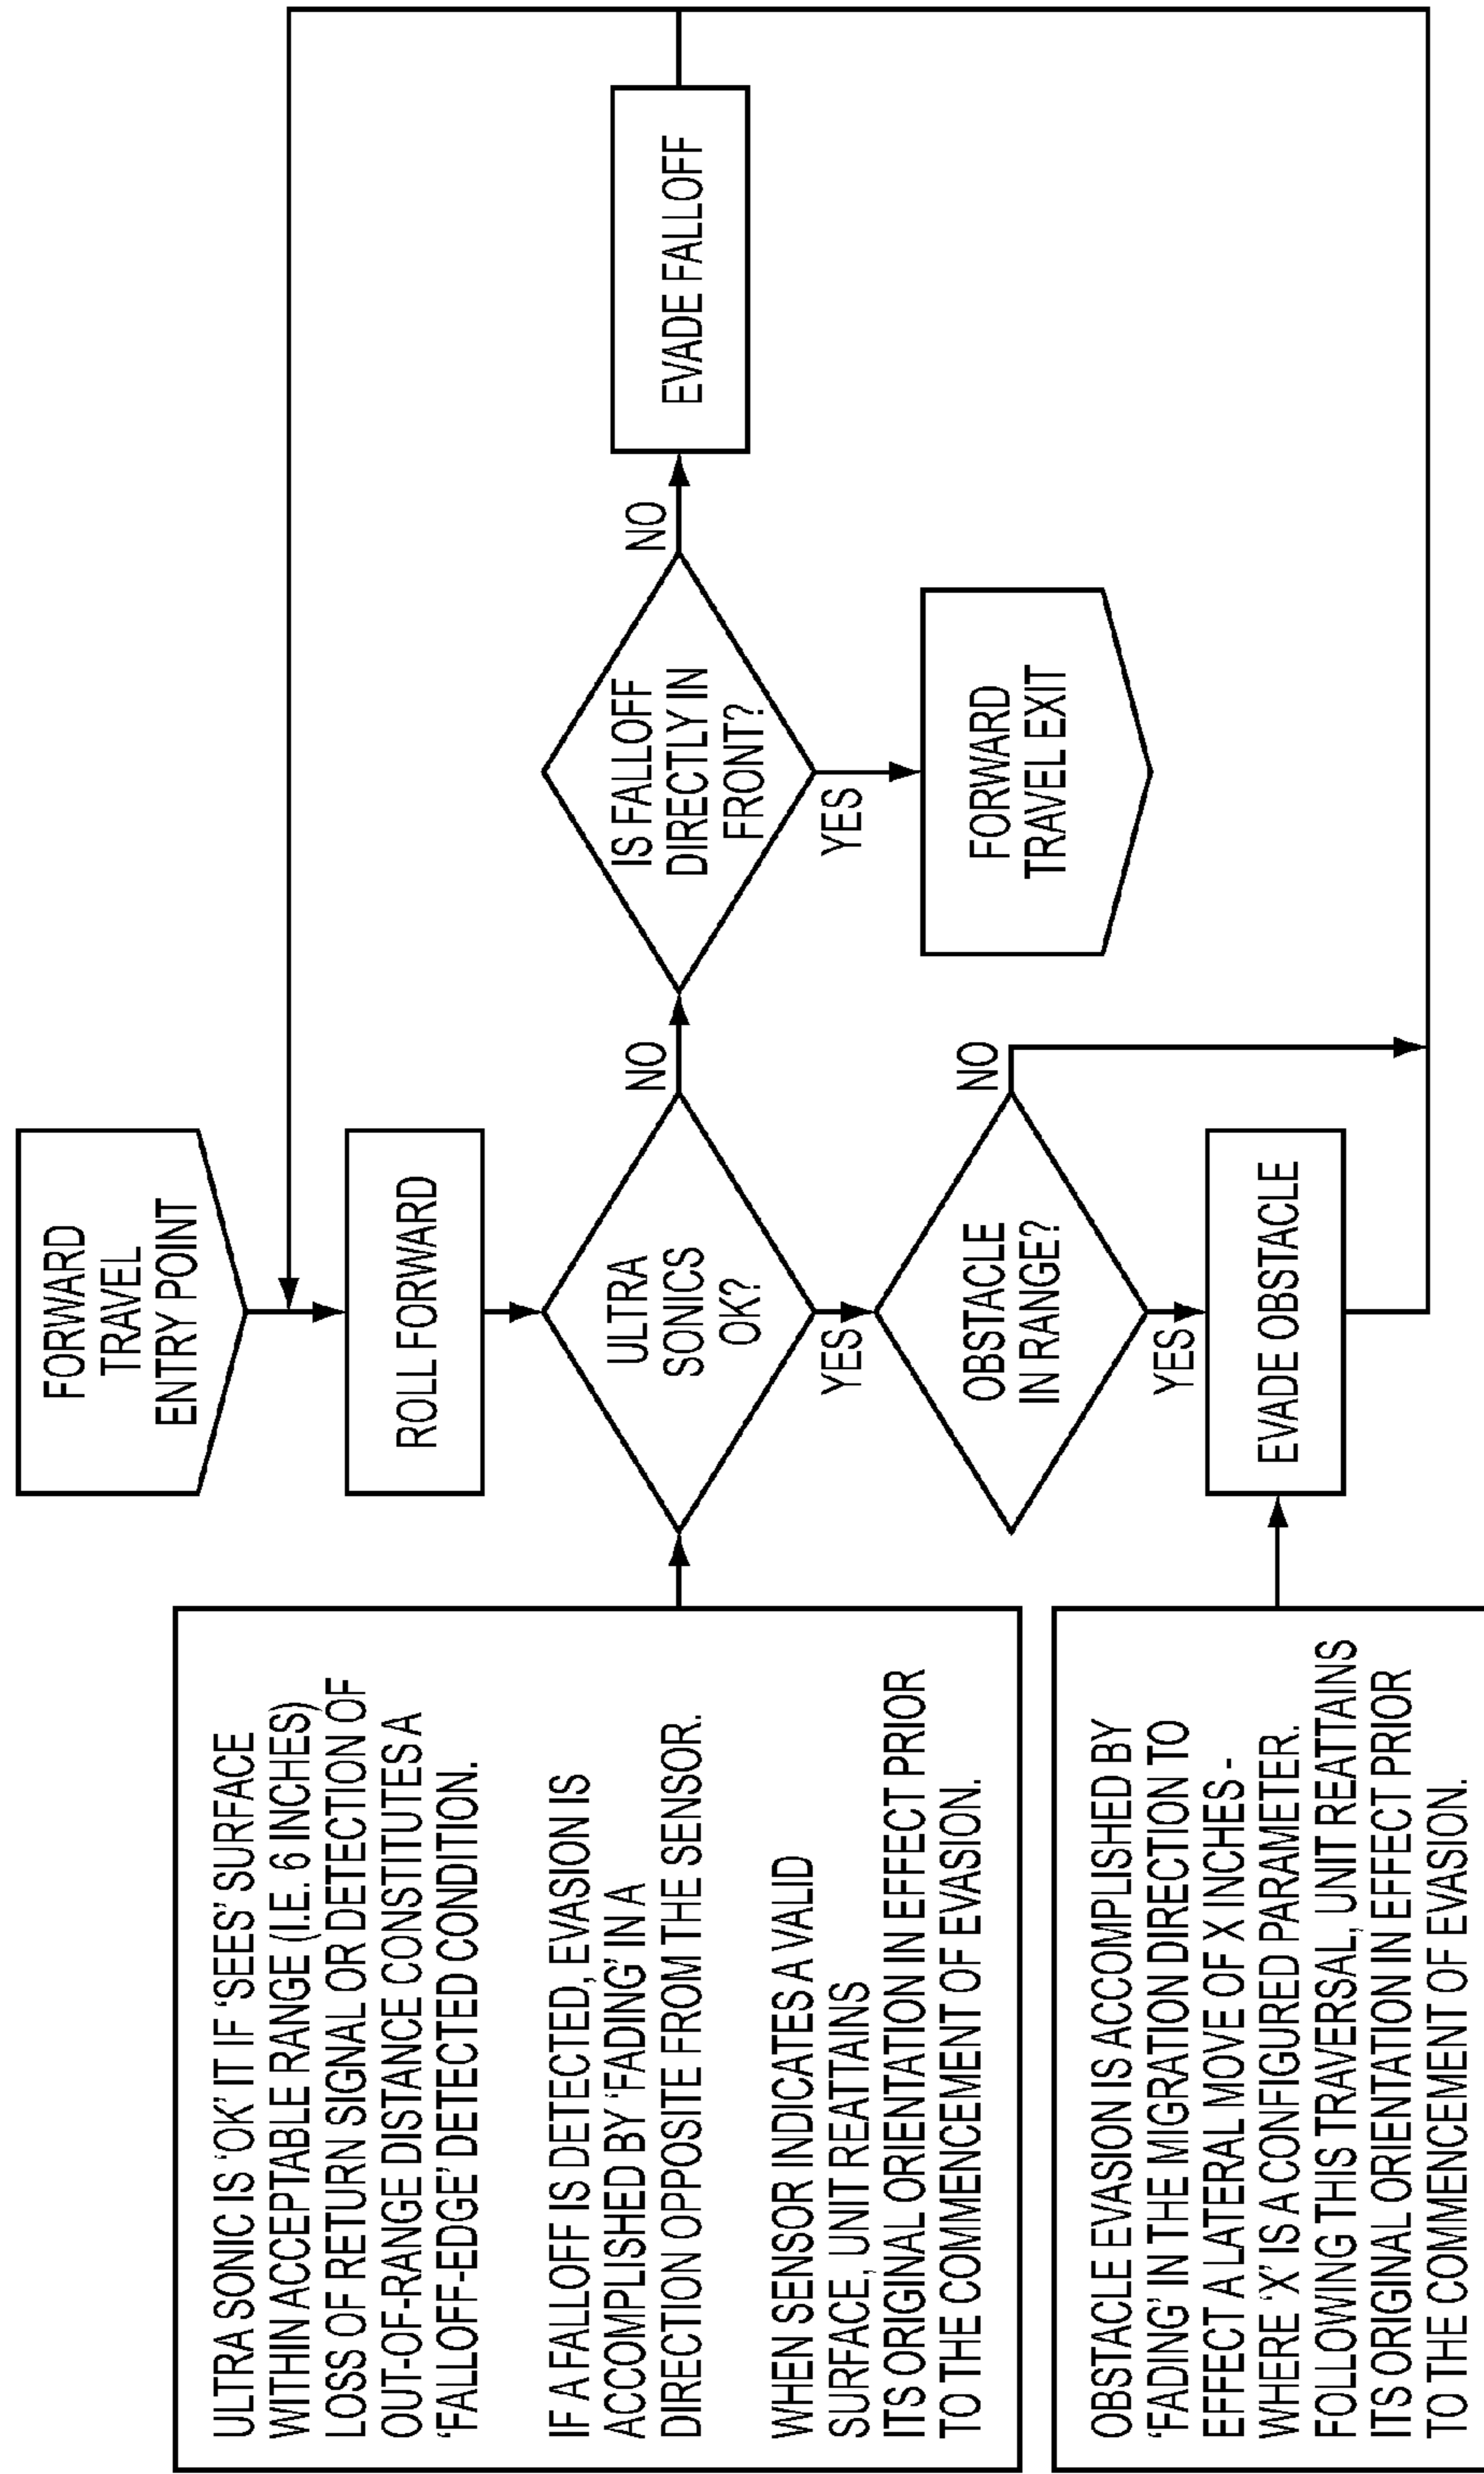 FORWARD
TRAVEL
ENTRY POINT
ROLL FORWARD
ULTRA
SONICS
OK?
NO
YES
IS FALLOFF
DIRECTLY IN
FRONT?
NO
YES
EVADE FALLOFF
FORWARD
TRAVEL EXIT
OBSTACLE
IN RANGE?
NO
YES
EVADE OBSTACLE
ULTRA SONIC IS 'OK' IT IF 'SEES' SURFACE
WITHIN ACCEPTABLE RANGE (I.E. 6 INCHES)
LOSS OF RETURN SIGNAL OR DETECTION OF
OUT-OF-RANGE DISTANCE CONSTITUTES A
'FALLOFF-EDGE' DETECTED CONDITION.
IF A FALLOFF IS DETECTED, EVASION IS
ACCOMPLISHED BY 'FADING' IN A
DIRECTION OPPOSITE FROM THE SENSOR.
WHEN SENSOR INDICATES A VALID
SURFACE, UNIT REATTAINS
ITS ORIGINAL ORIENTATION IN EFFECT PRIOR
TO THE COMMENCEMENT OF EVASION.
OBSTACLE EVASION IS ACCOMPLISHED BY
'FADING' IN THE MIGRATION DIRECTION TO
EFFECT A LATERAL MOVE OF X INCHES -
WHERE 'X' IS A CONFIGURED PARAMETER.
FOLLOWING THIS TRAVERSAL, UNIT REATTAINS
ITS ORIGINAL ORIENTATION IN EFFECT PRIOR
TO THE COMMENCEMENT OF EVASION.